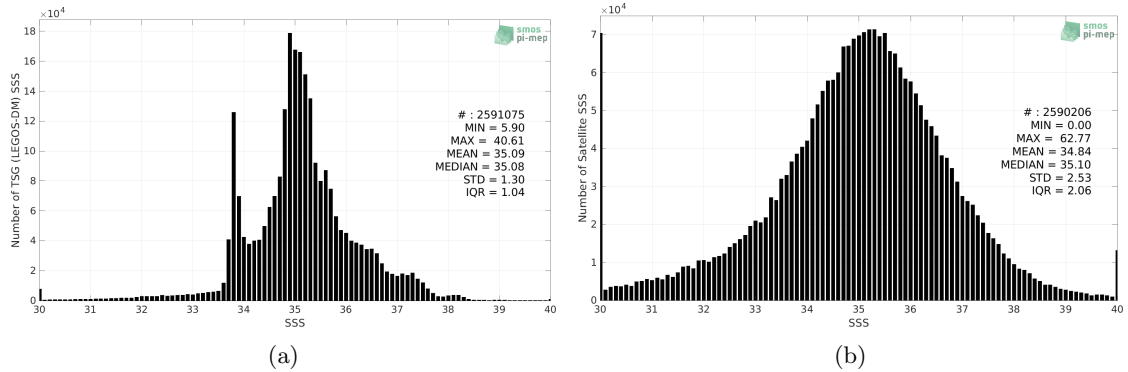 ×10⁴
18
16
14
12
10
8
6
4
2
0
Number of TSG (LEGOS-DM) SSS
smos
pi-mep
# : 2591075
MIN = 5.90
MAX = 40.61
MEAN = 35.09
MEDIAN = 35.08
STD = 1.30
IQR = 1.04
30 31 32 33 34 35 36 37 38 39 40
SSS
(a)
×10⁴
7
6
5
4
3
2
1
0
Number of Satellite SSS
smos
pi-mep
# : 2590206
MIN = 0.00
MAX = 62.77
MEAN = 34.84
MEDIAN = 35.10
STD = 2.53
IQR = 2.06
30 31 32 33 34 35 36 37 38 39 40
SSS
(b)